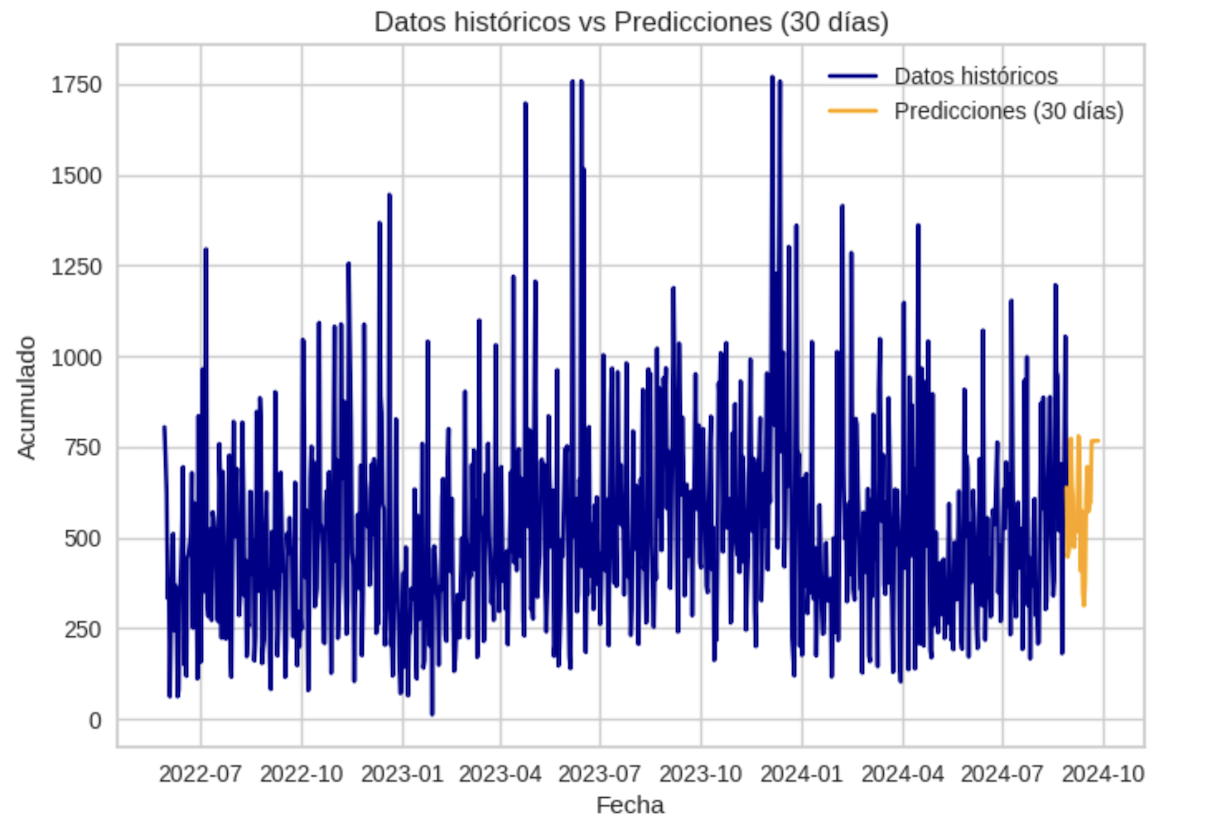 Datos históricos vs Predicciones (30 días)
Datos históricos
Predicciones (30 días)
Acumulado
1750
1500
1250
1000
750
500
250
0
2022-07 2022-10 2023-01 2023-04 2023-07 2023-10 2024-01 2024-04 2024-07 2024-10
Fecha